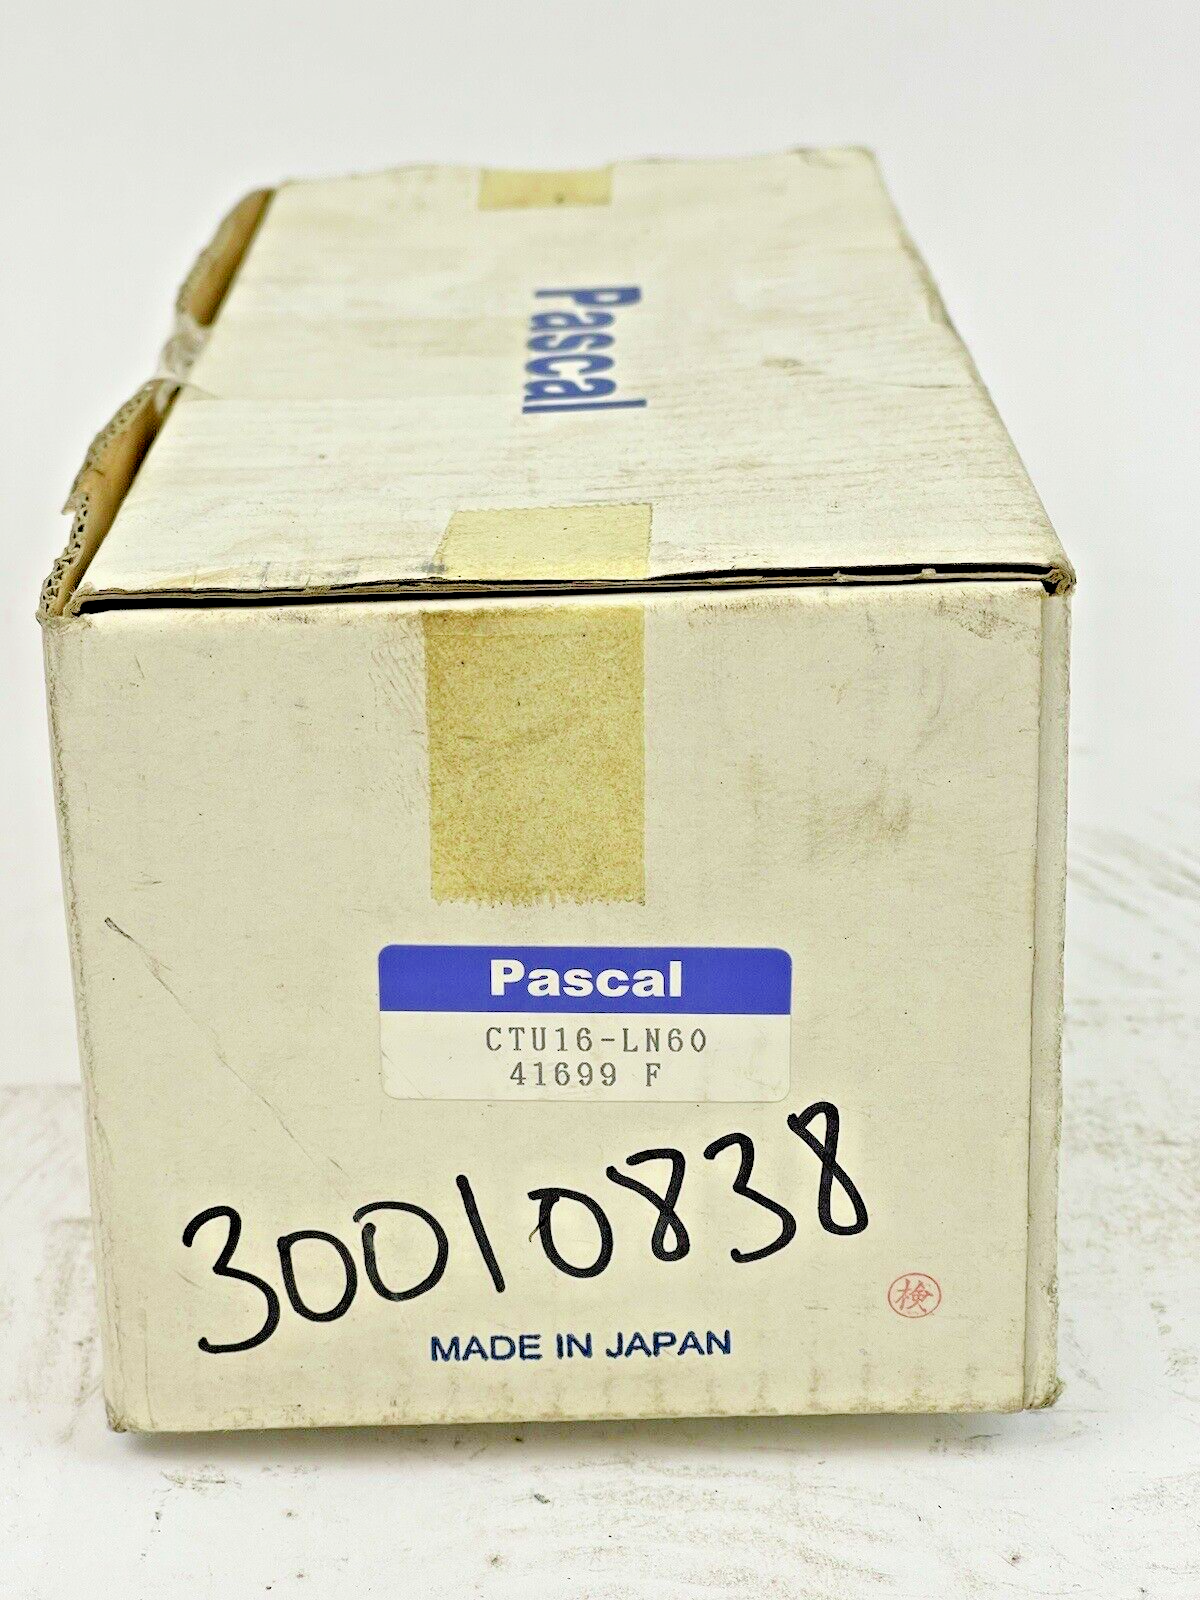 Pascal
Pascal
CTU16-LN60
41699 F
30010838
検
MADE IN JAPAN